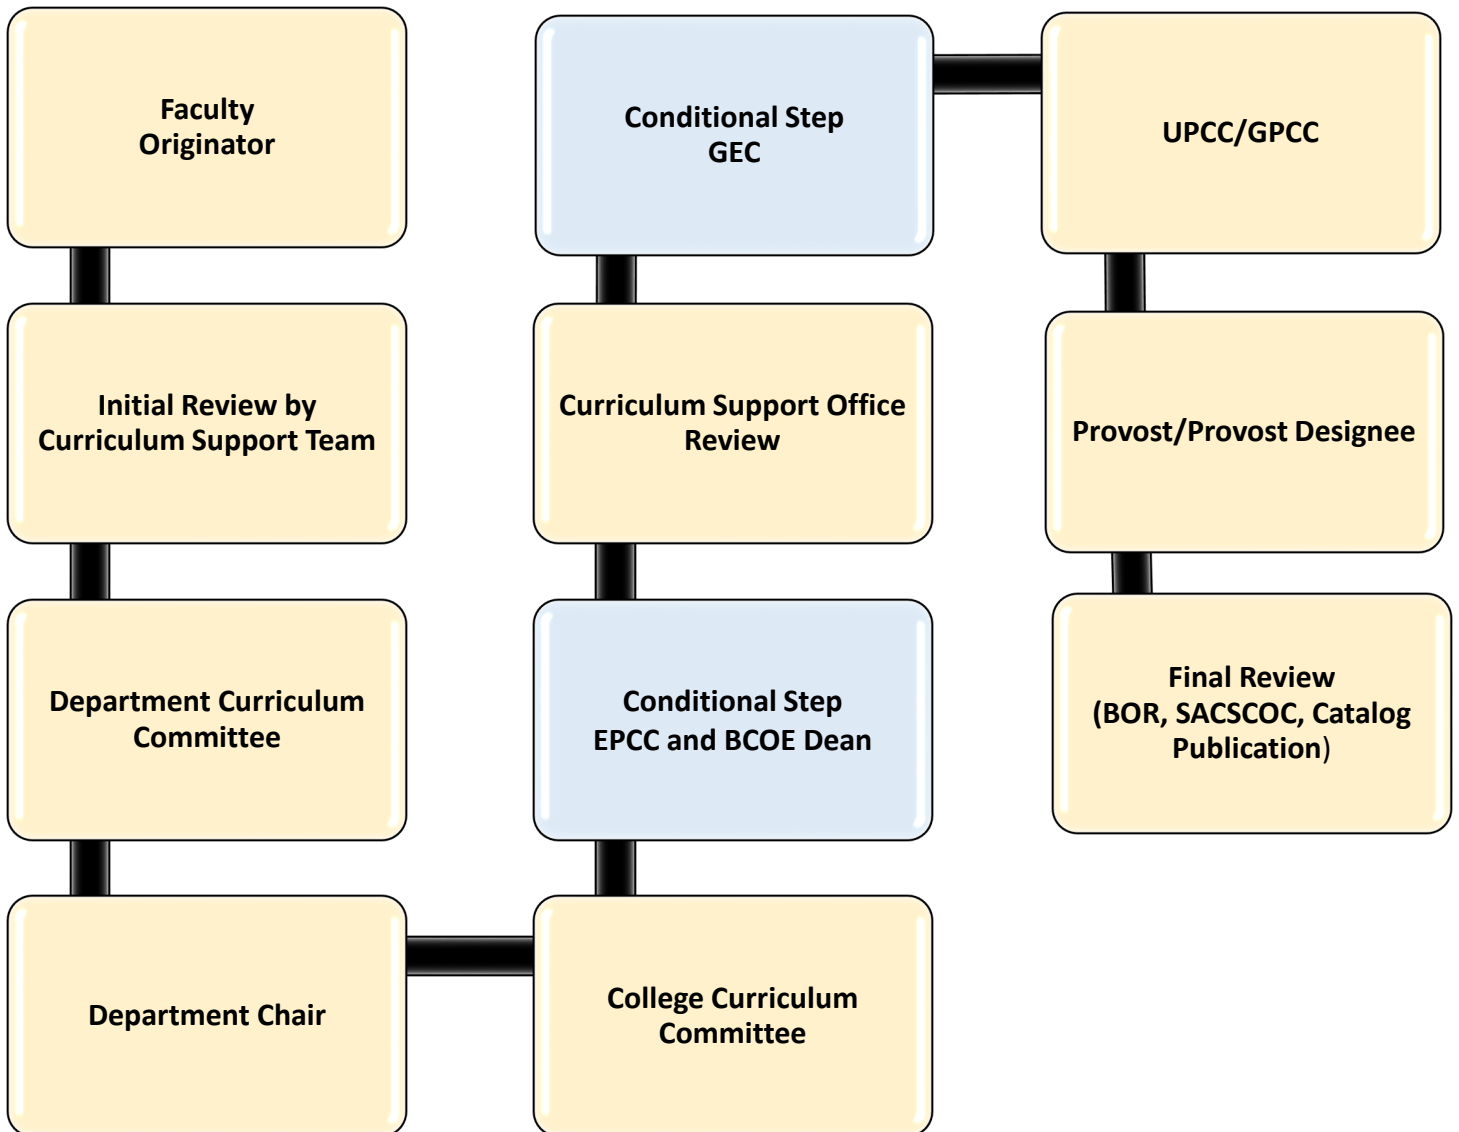 Faculty
Originator
Initial Review by
Curriculum Support Team
Department Curriculum
Committee
Department Chair
College Curriculum
Committee
Conditional Step
EPCC and BCOE Dean
Curriculum Support Office
Review
Conditional Step
GEC
UPCC/GPCC
Provost/Provost Designee
Final Review
(BOR, SACSCOC, Catalog
Publication)